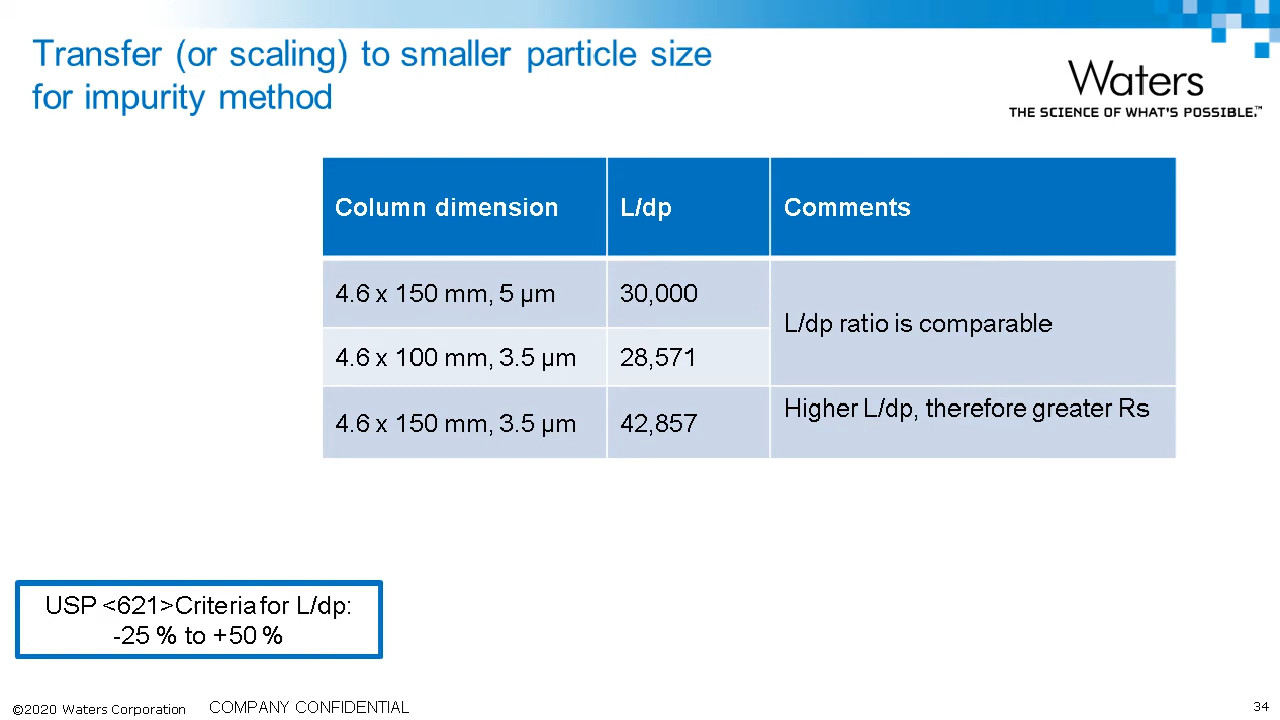 Transfer (or scaling) to smaller particle size
for impurity method
Waters
THE SCIENCE OF WHAT'S POSSIBLE.™
Column dimension
L/dp
Comments
4.6 x 150 mm, 5 µm
30,000
L/dp ratio is comparable
4.6 x 100 mm, 3.5 µm
28,571
4.6 x 150 mm, 3.5 µm
42,857
Higher L/dp, therefore greater Rs
USP <621>Criteria for L/dp:
-25 % to +50 %
©2020 Waters Corporation
COMPANY CONFIDENTIAL
34